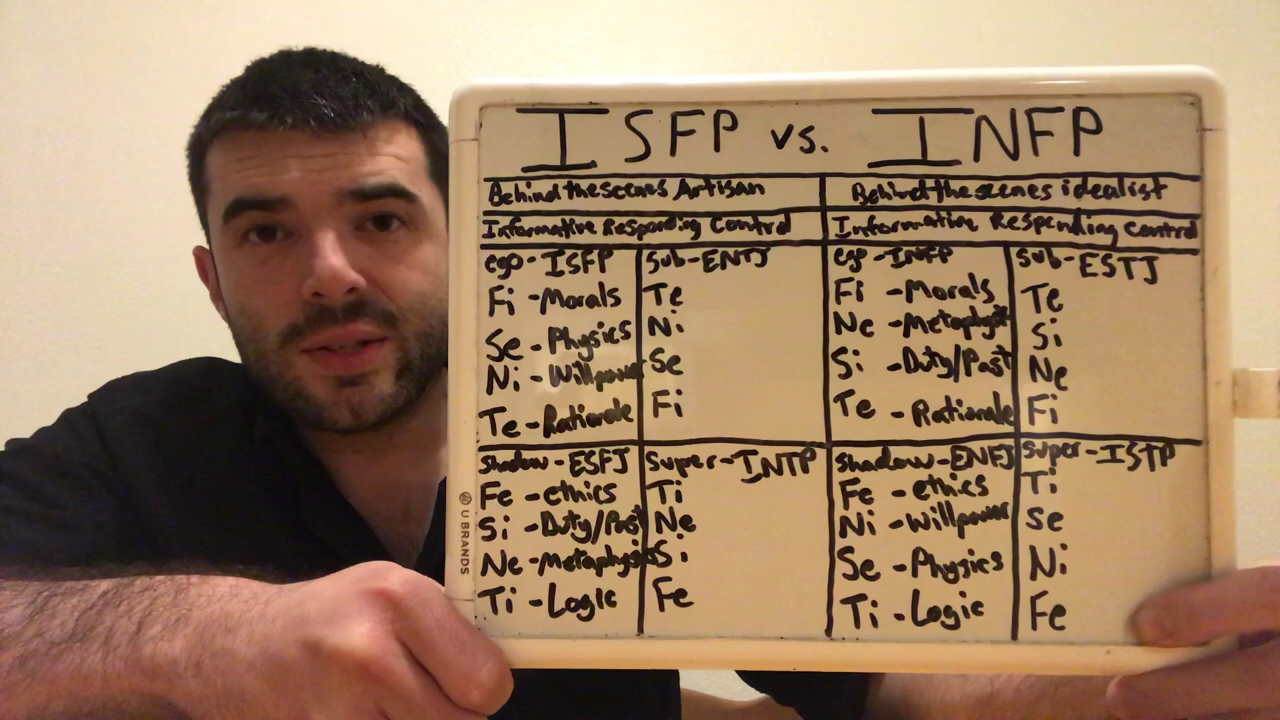 ISFP vs. INFP
Behind the scenes Artisan
Behind the scenes idealist
Informative Responding Control
Informative Responding control
ego-ISFP
Fi -Morals
Se -Physics
Ni -Willpower
Te -Rationale
Sub-ENTJ
Te
Ni
Se
Fi
ego-INFP
Fi -Morals
Ne -Metaphysics
Si -Duty/Past
Te -Rationale
Sub-ESTJ
Te
Si
Ne
Fi
Shadow-ESFJ
Fe -ethics
Si -Duty/Past
Ne -Metaphysics
Ti -Logic
Super-INTP
Ti
Ne
Si
Fe
shadow-ENFJ
Fe -ethics
Ni -Willpower
Se -Physics
Ti -Logic
Super-ISTP
Ti
Se
Ni
Fe
U BRANDS